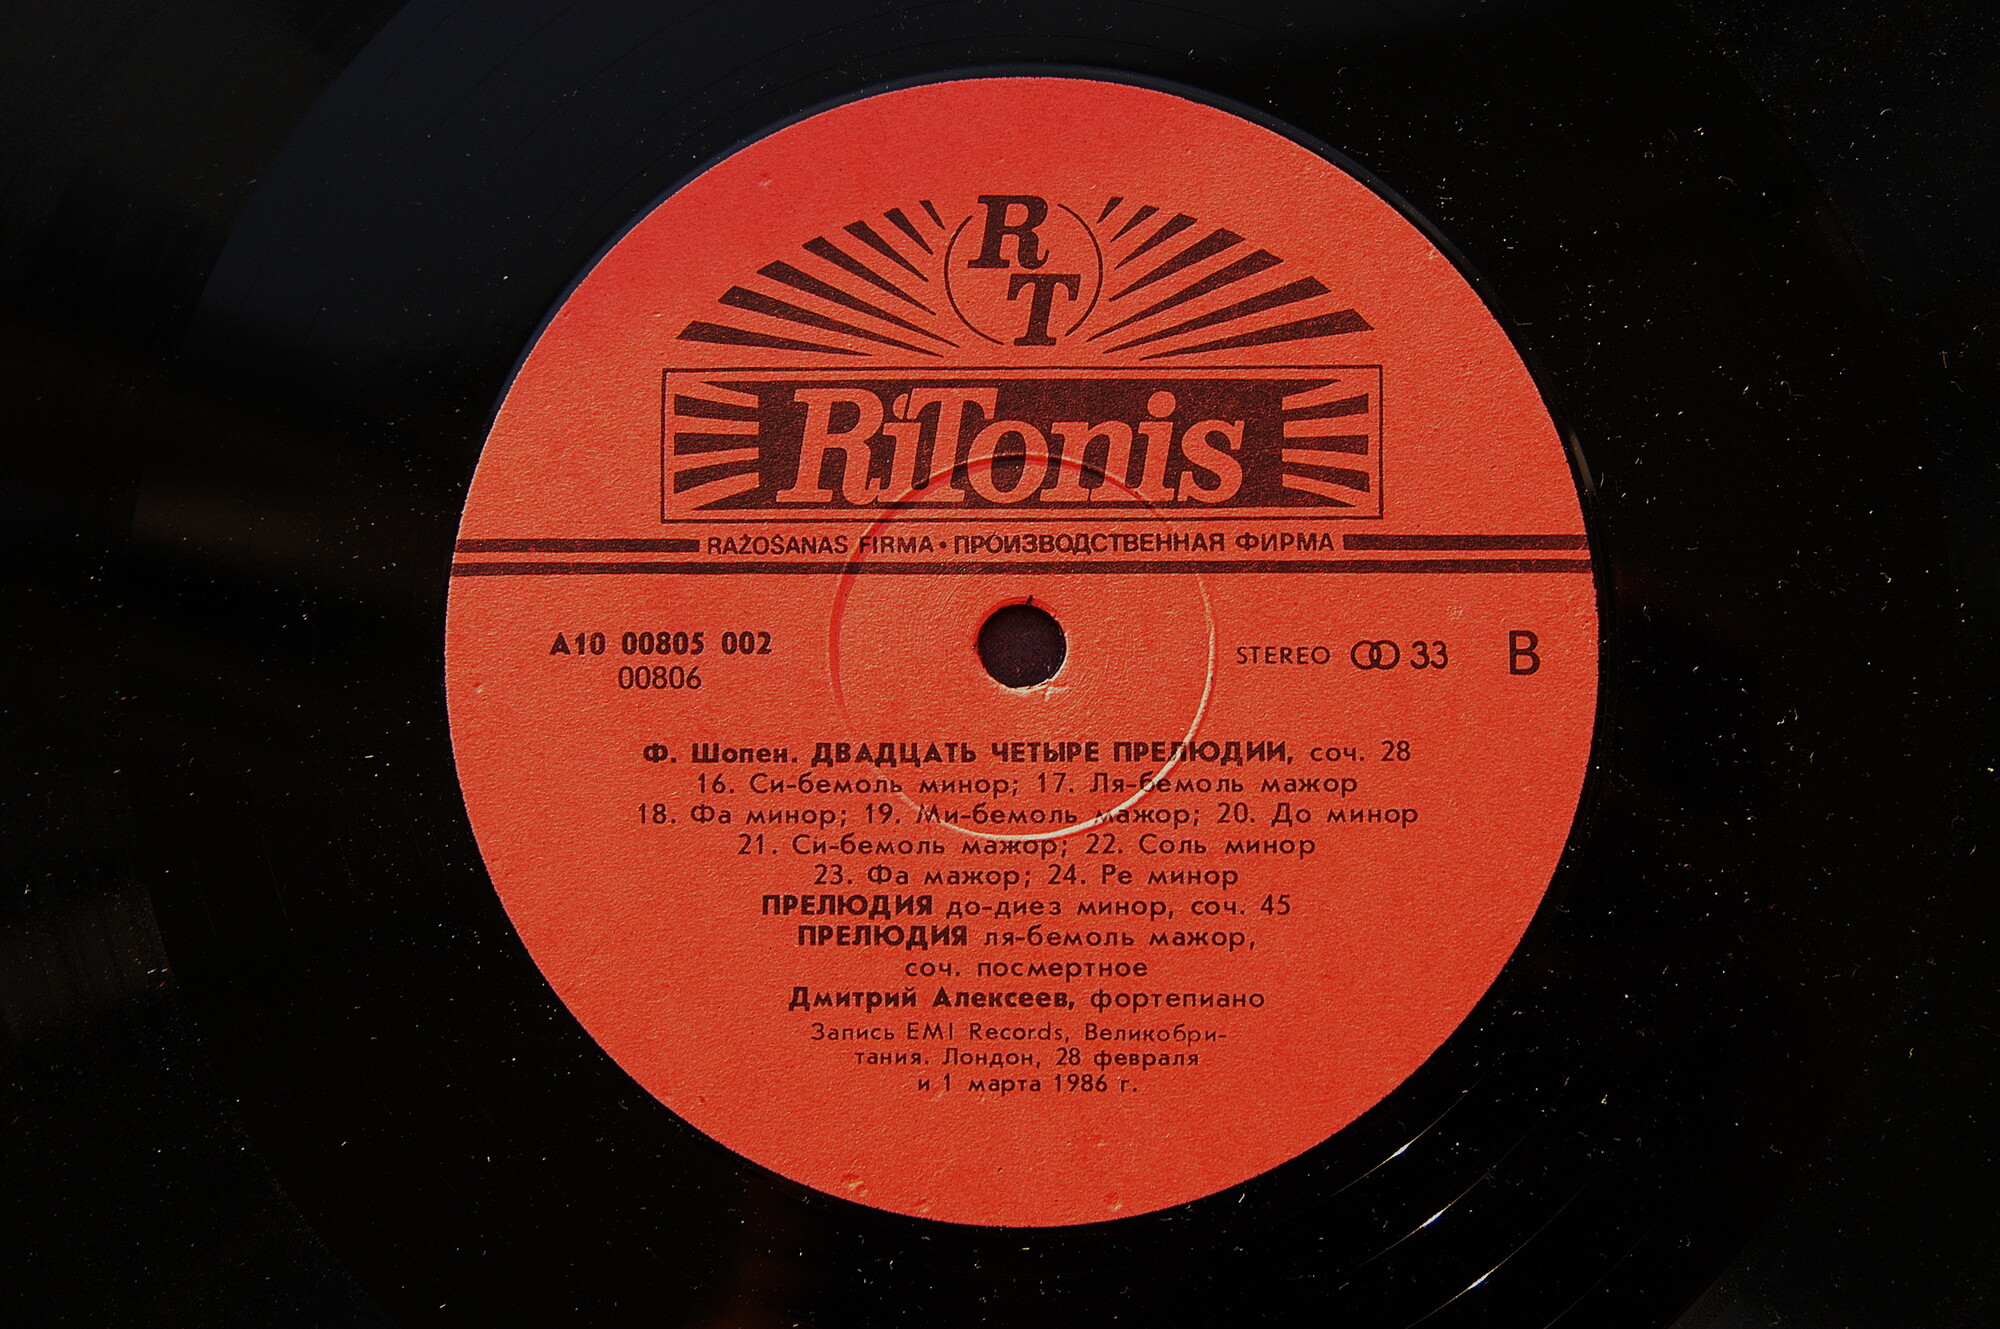 R
T
RiTonis
RAŽOŠANAS FIRMA • ПРОИЗВОДСТВЕННАЯ ФИРМА
А10 00805 002
00806
STEREO 33 B
Ф. Шопен. ДВАДЦАТЬ ЧЕТЫРЕ ПРЕЛЮДИИ, соч. 28
16. Си-бемоль минор; 17. Ля-бемоль мажор
18. Фа минор; 19. Ми-бемоль мажор; 20. До минор
21. Си-бемоль мажор; 22. Соль минор
23. Фа мажор; 24. Ре минор
ПРЕЛЮДИЯ до-диез минор, соч. 45
ПРЕЛЮДИЯ ля-бемоль мажор,
соч. посмертное
Дмитрий Алексеев, фортепиано
Запись EMI Records, Великобри-
тания. Лондон, 28 февраля
и 1 марта 1986 г.